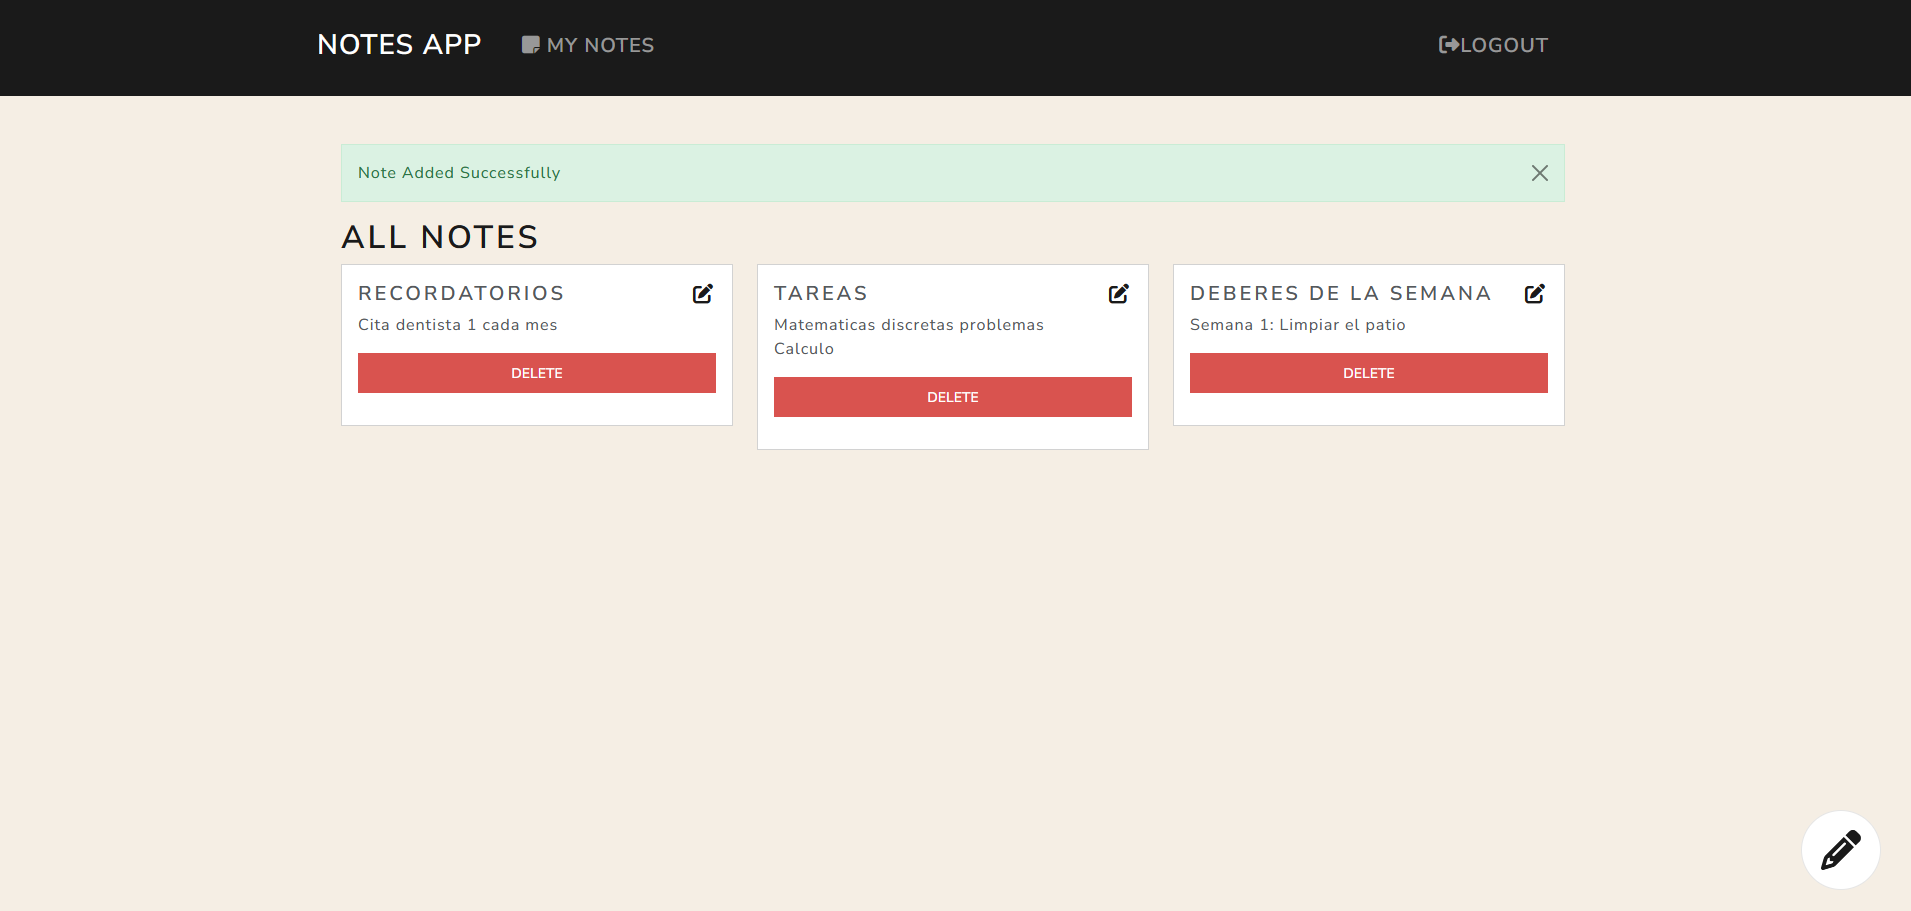 NOTES APP
MY NOTES
LOGOUT
Note Added Successfully
ALL NOTES
RECORDATORIOS
Cita dentista 1 cada mes
DELETE
TAREAS
Matematicas discretas problemas
Calculo
DELETE
DEBERES DE LA SEMANA
Semana 1: Limpiar el patio
DELETE